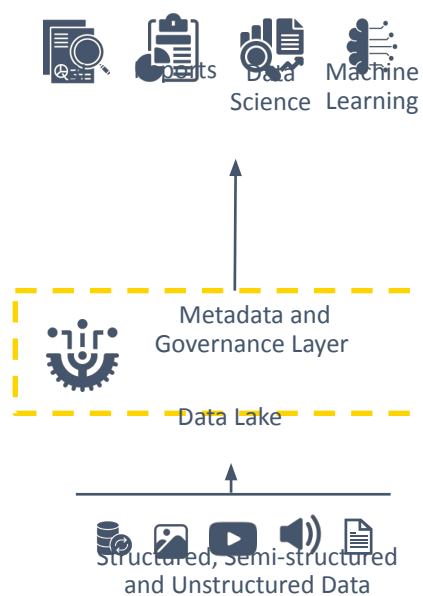 Reports
Data
Science
Machine
Learning
Metadata and
Governance Layer
Data Lake
Structured, Semi-structured
and Unstructured Data